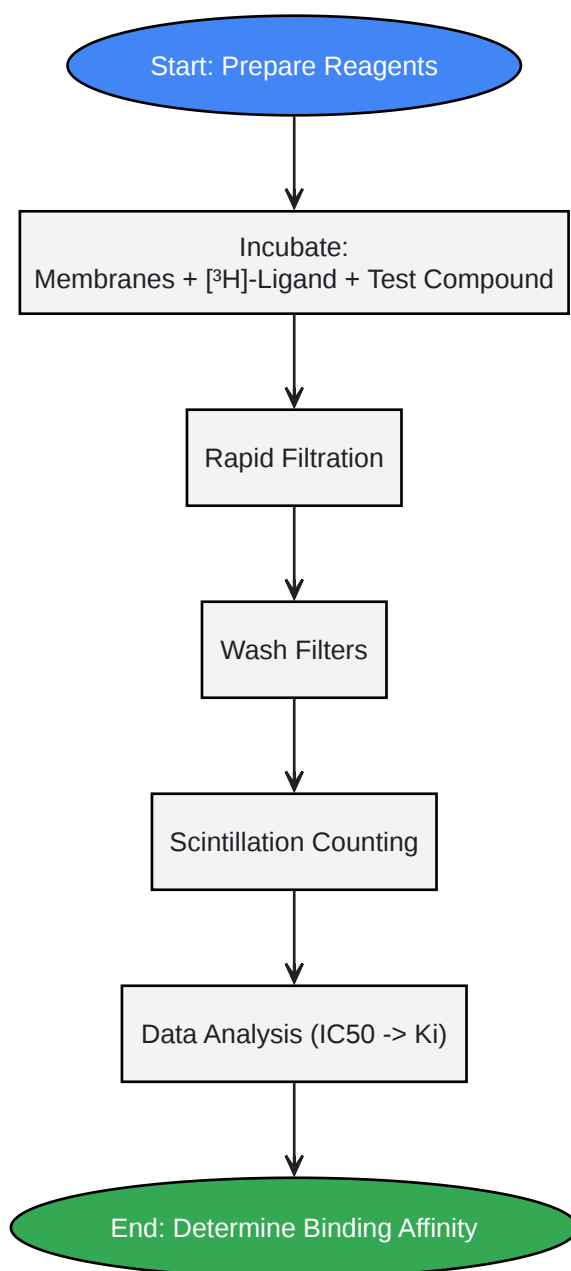 Start: Prepare Reagents
Incubate:
Membranes + [³H]-Ligand + Test Compound
Rapid Filtration
Wash Filters
Scintillation Counting
Data Analysis (IC50 -> Ki)
End: Determine Binding Affinity